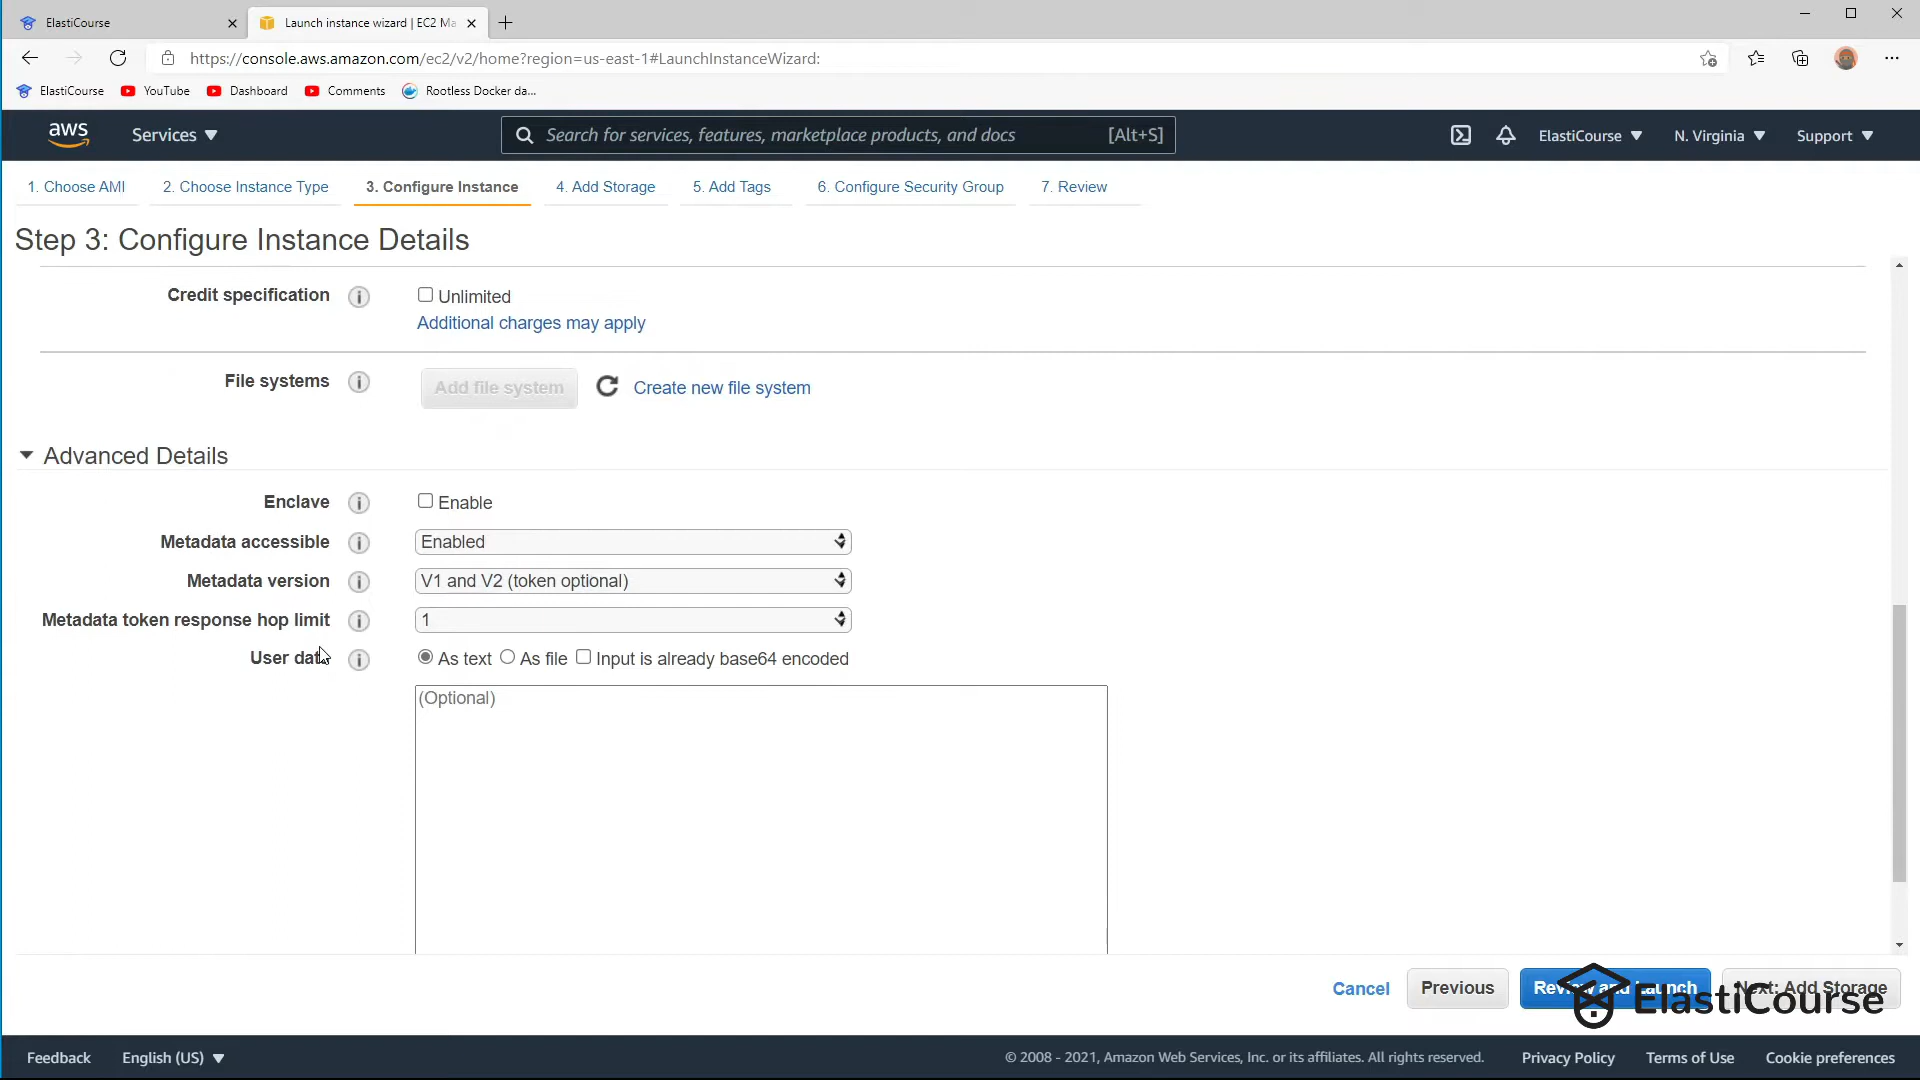 ElastiCourse
Launch instance wizard | EC2 Ma
https://console.aws.amazon.com/ec2/v2/home?region=us-east-1#LaunchInstanceWizard:
ElastiCourse YouTube Dashboard Comments Rootless Docker da...
aws Services Search for services, features, marketplace products, and docs [Alt+S] ElastiCourse N. Virginia Support
1. Choose AMI 2. Choose Instance Type 3. Configure Instance 4. Add Storage 5. Add Tags 6. Configure Security Group 7. Review
Step 3: Configure Instance Details
Credit specification i Unlimited
Additional charges may apply
File systems i Add file system Create new file system
Advanced Details
Enclave i Enable
Metadata accessible i Enabled
Metadata version i V1 and V2 (token optional)
Metadata token response hop limit i 1
User data i As text As file Input is already base64 encoded
(Optional)
Cancel Previous Review and Launch Next: Add Storage
ElastiCourse
Feedback English (US) © 2008 - 2021, Amazon Web Services, Inc. or its affiliates. All rights reserved. Privacy Policy Terms of Use Cookie preferences